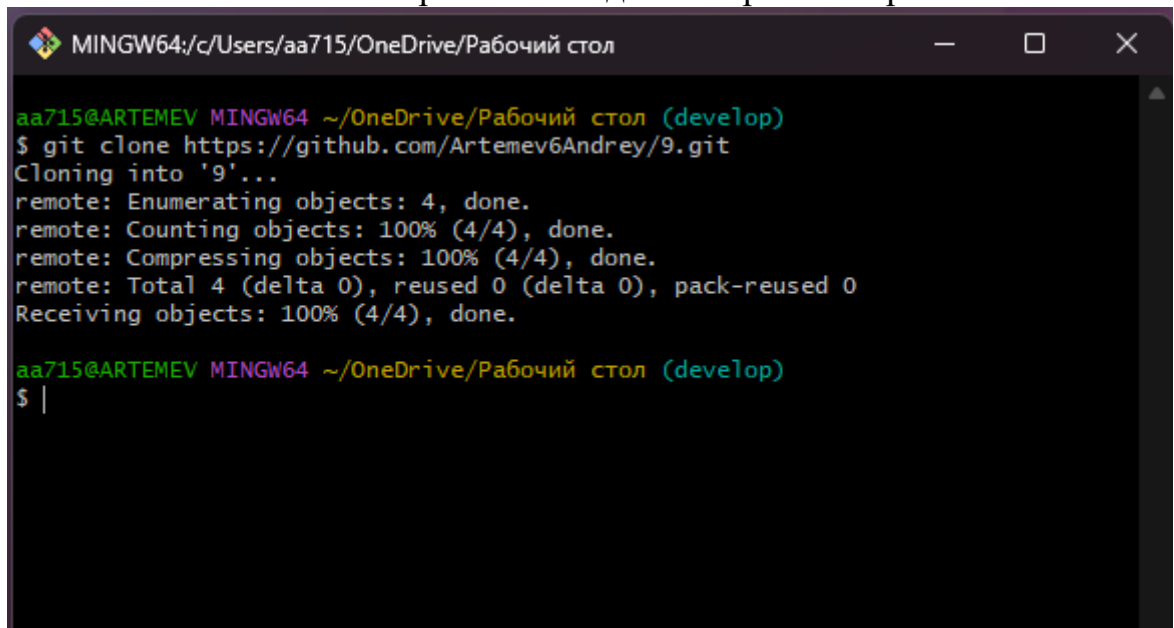 MINGW64:/c/Users/aa715/OneDrive/Рабочий стол
aa715@ARTEMEV MINGW64 ~/OneDrive/Рабочий стол (develop)
$ git clone https://github.com/Artemev6Andrey/9.git
Cloning into '9'...
remote: Enumerating objects: 4, done.
remote: Counting objects: 100% (4/4), done.
remote: Compressing objects: 100% (4/4), done.
remote: Total 4 (delta 0), reused 0 (delta 0), pack-reused 0
Receiving objects: 100% (4/4), done.
aa715@ARTEMEV MINGW64 ~/OneDrive/Рабочий стол (develop)
$